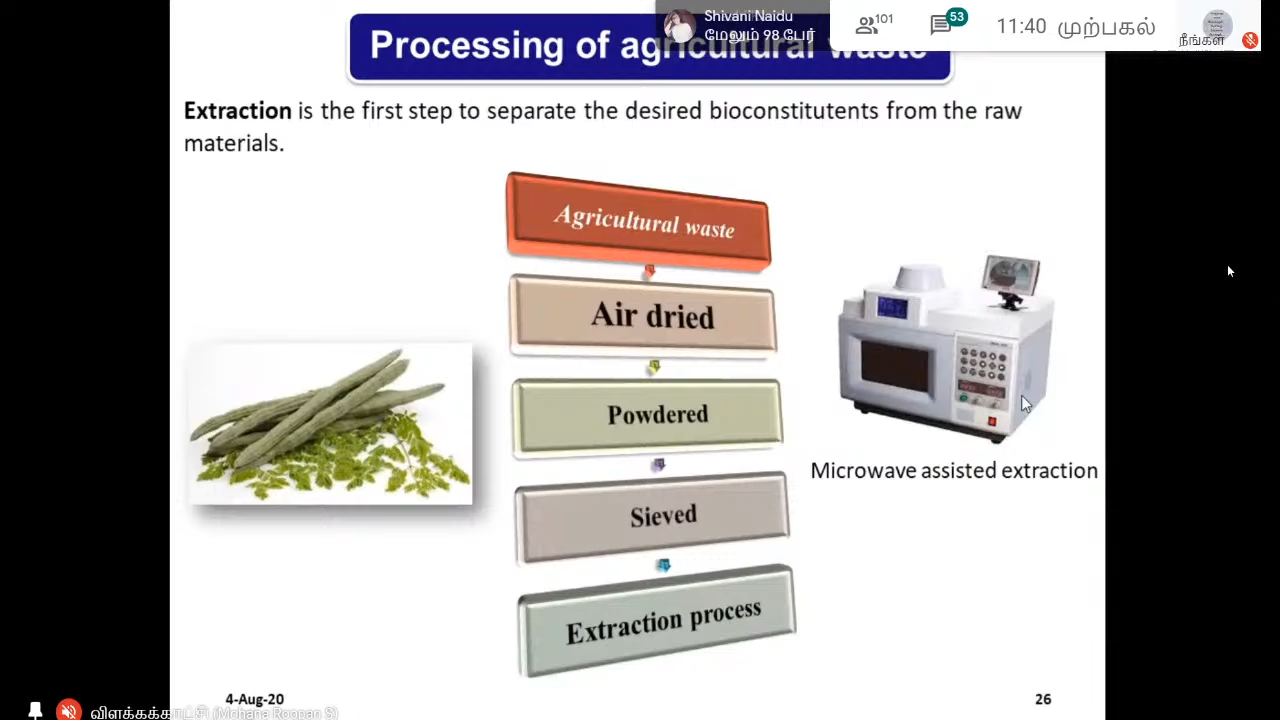 Shivani Naidu
மேலும் 98 பேர்
101
53
11:40 முற்பகல்
நீங்கள்
Processing of agricultural waste
Extraction is the first step to separate the desired bioconstitutents from the raw
materials.
Agricultural waste
Air dried
Powdered
Sieved
Extraction process
Microwave assisted extraction
4-Aug-20
26
விளக்கக்காட்சி (Mohana Roopan S)